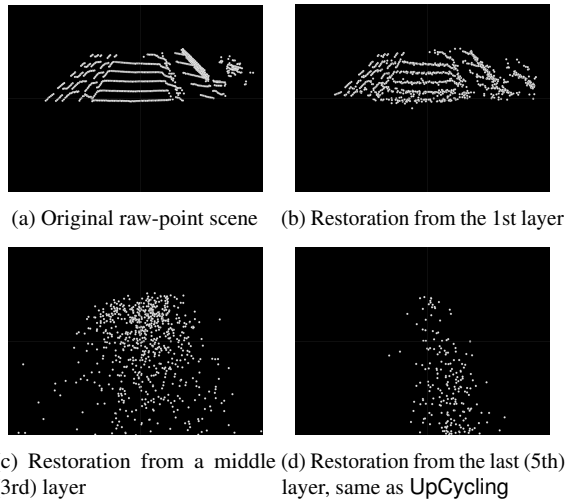 (a) Original raw-point scene
(b) Restoration from the 1st layer
c) Restoration from a middle
3rd) layer
(d) Restoration from the last (5th)
layer, same as UpCycling